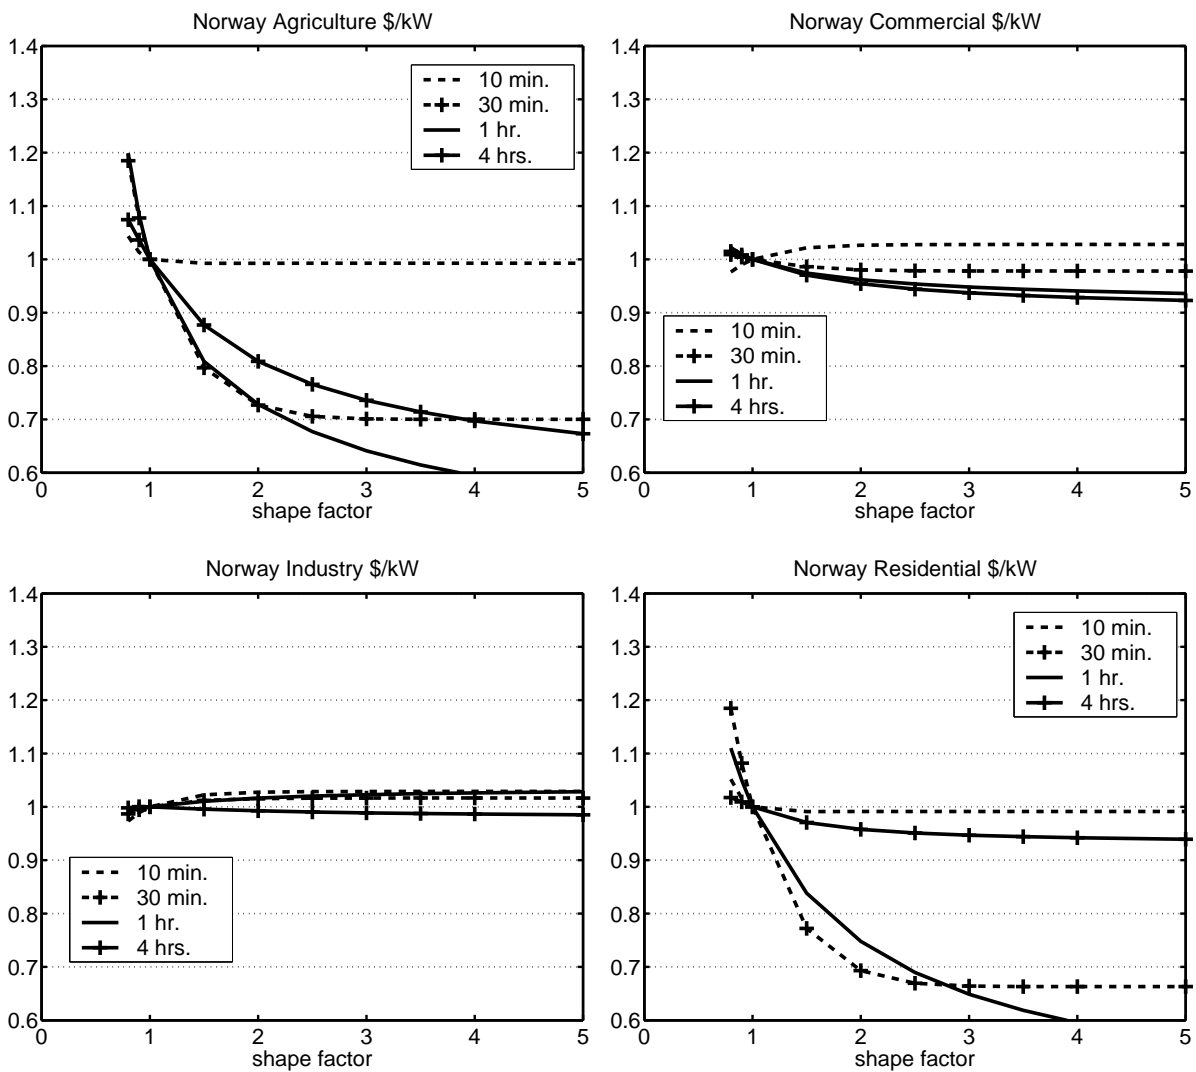 Norway Agriculture $/kW
1.4
1.3
1.2
1.1
1
0.9
0.8
0.7
0.6
0
1
2
3
4
5
shape factor
10 min.
30 min.
1 hr.
4 hrs.
Norway Commercial $/kW
1.4
1.3
1.2
1.1
1
0.9
0.8
0.7
0.6
0
1
2
3
4
5
shape factor
10 min.
30 min.
1 hr.
4 hrs.
Norway Industry $/kW
1.4
1.3
1.2
1.1
1
0.9
0.8
0.7
0.6
0
1
2
3
4
5
shape factor
10 min.
30 min.
1 hr.
4 hrs.
Norway Residential $/kW
1.4
1.3
1.2
1.1
1
0.9
0.8
0.7
0.6
0
1
2
3
4
5
shape factor
10 min.
30 min.
1 hr.
4 hrs.